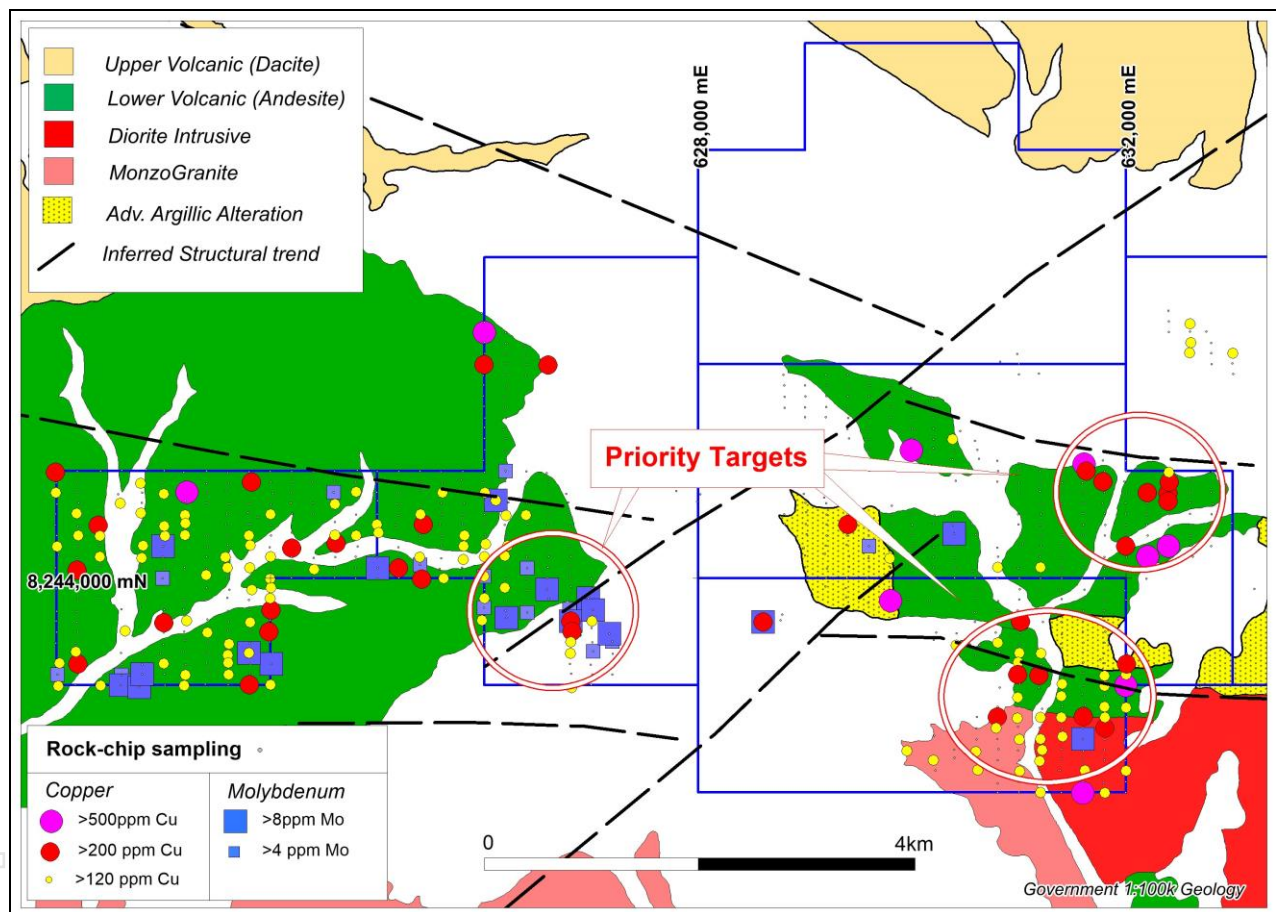 Upper Volcanic (Dacite)
Lower Volcanic (Andesite)
Diorite Intrusive
MonzoGranite
Adv. Argillic Alteration
Inferred Structural trend
628,000 mE
632,000 mE
Priority Targets
8,244,000 mN
Rock-chip sampling
Copper
Molybdenum
>500ppm Cu
>8ppm Mo
>200 ppm Cu
>4 ppm Mo
>120 ppm Cu
0
4km
Government 1:100k Geology